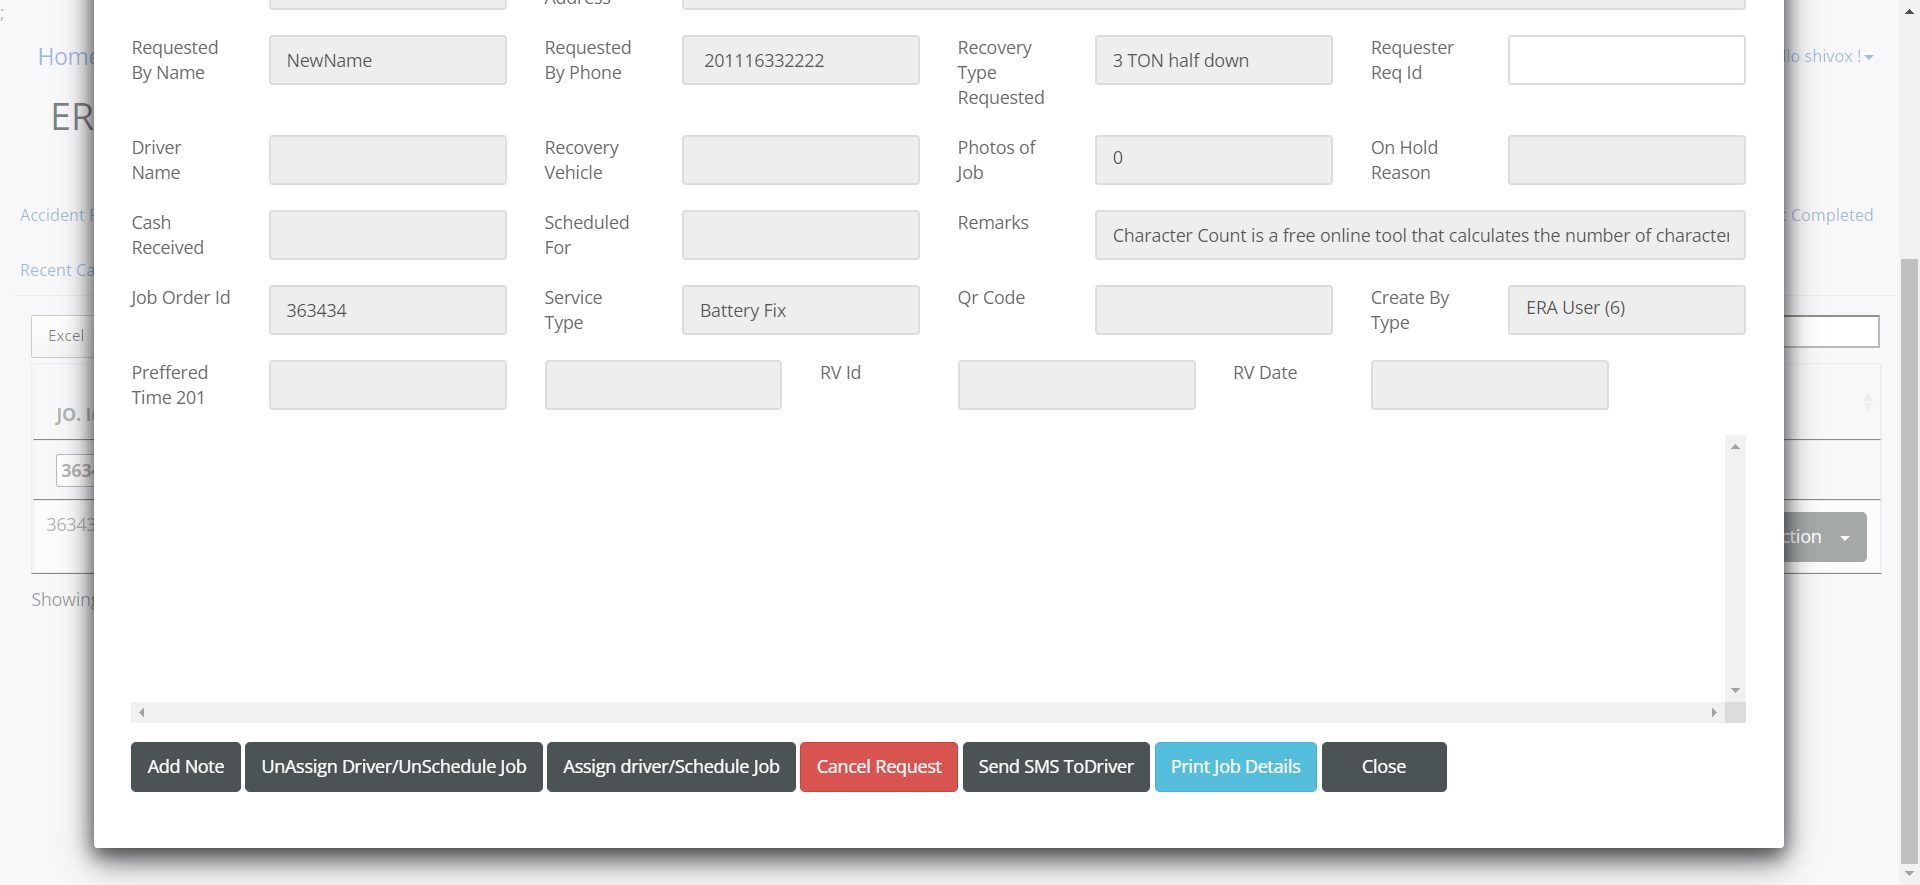 ;
Home
llo shivox !
ER
Address
Requested By Name
NewName
Requested By Phone
201116332222
Recovery Type Requested
3 TON half down
Requester Req Id
Driver Name
Recovery Vehicle
Photos of Job
0
On Hold Reason
Accident
Completed
Cash Received
Scheduled For
Remarks
Character Count is a free online tool that calculates the number of character
Recent Ca
Job Order Id
363434
Service Type
Battery Fix
Qr Code
Create By Type
ERA User (6)
Excel
Preffered Time 201
RV Id
RV Date
JO. I
363
36343
ction
Showing
Add Note
UnAssign Driver/UnSchedule Job
Assign driver/Schedule Job
Cancel Request
Send SMS ToDriver
Print Job Details
Close